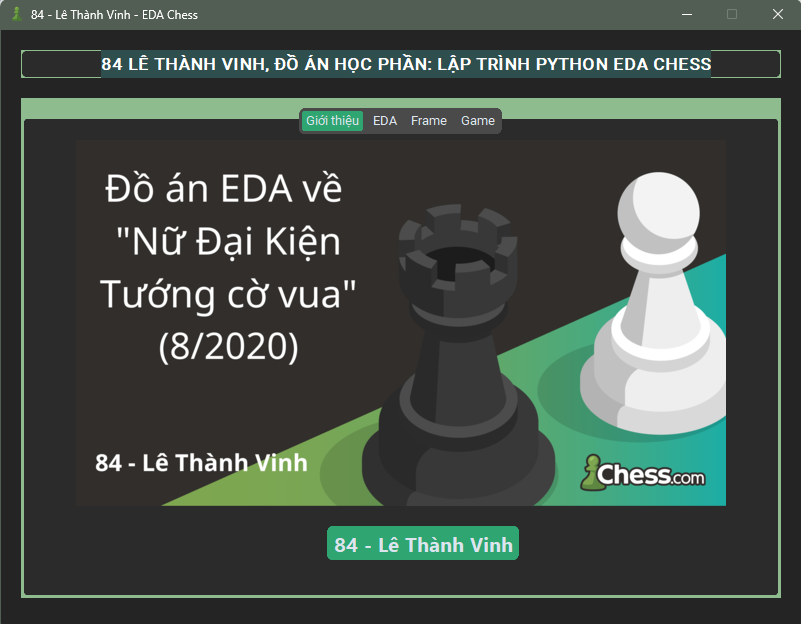 84 - Lê Thành Vinh - EDA Chess
84 LÊ THÀNH VINH, ĐỒ ÁN HỌC PHẦN: LẬP TRÌNH PYTHON EDA CHESS
Giới thiệu EDA Frame Game
Đồ án EDA về
"Nữ Đại Kiện
Tướng cờ vua"
(8/2020)
84 - Lê Thành Vinh
Chess.com
84 - Lê Thành Vinh